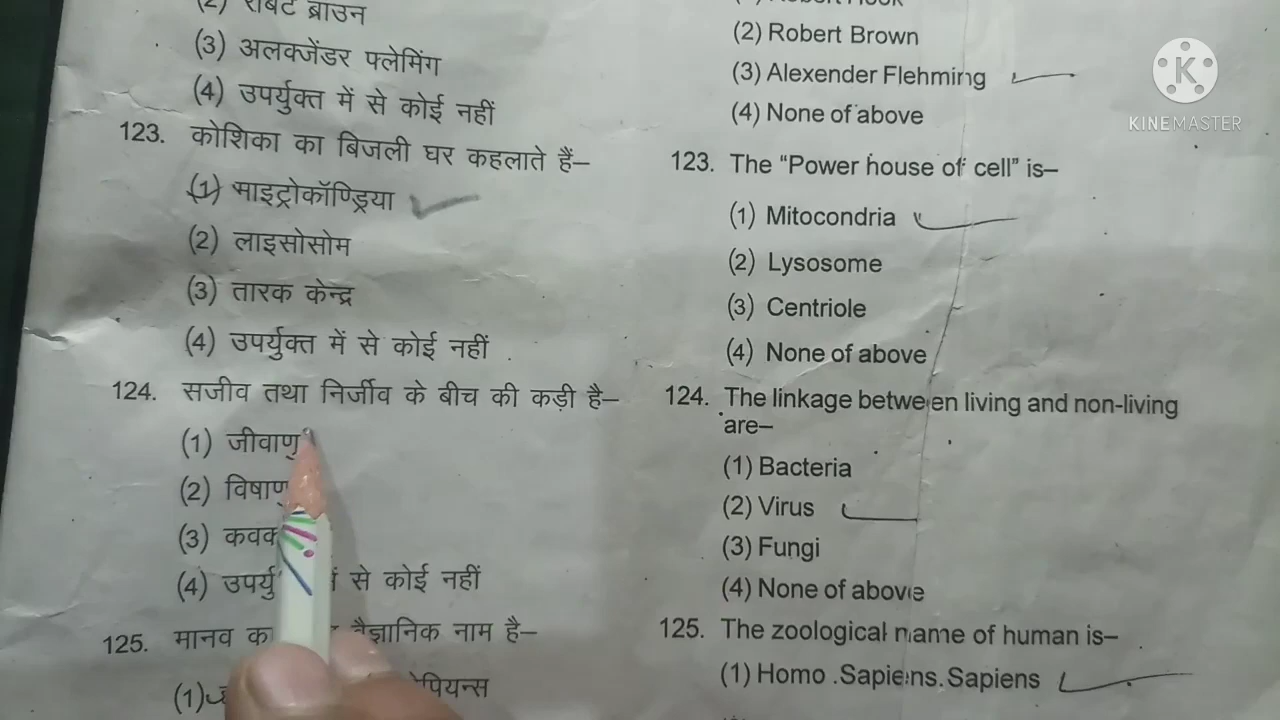 (2) राबर्ट ब्राउन
(3) अलक्जेंडर फ्लेमिंग
(4) उपर्युक्त में से कोई नहीं
123. कोशिका का बिजली घर कहलाते हैं–
(1) माइट्रोकॉण्ड्रिया
(2) लाइसोसोम
(3) तारक केन्द्र
(4) उपर्युक्त में से कोई नहीं
124. सजीव तथा निर्जीव के बीच की कड़ी है–
(1) जीवाणु
(2) विषाणु
(3) कवक
(4) में से कोई नहीं
125. मानव का वैज्ञानिक नाम है–
(1)
(2) Robert Brown
(3) Alexender Flehming
(4) None of above
123. The “Power house of cell” is–
(1) Mitocondria
(2) Lysosome
(3) Centriole
(4) None of above
124. The linkage between living and non-living
are–
(1) Bacteria
(2) Virus
(3) Fungi
(4) None of above
125. The zoological name of human is–
(1) Homo .Sapiens.Sapiens
K
KINEMASTER